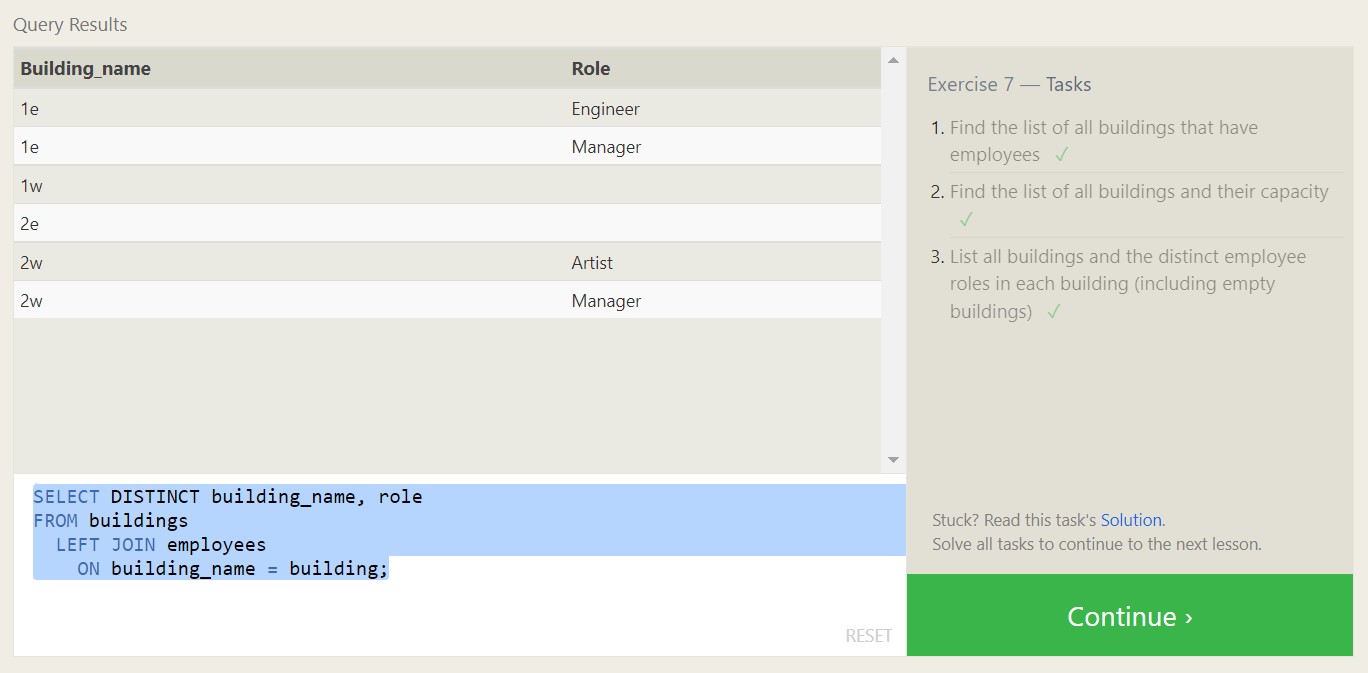 Query Results
Building_name Role
1e Engineer
1e Manager
1w
2e
2w Artist
2w Manager
SELECT DISTINCT building_name, role
FROM buildings
LEFT JOIN employees
ON building_name = building;
RESET
Exercise 7 — Tasks
1. Find the list of all buildings that have
employees ✓
2. Find the list of all buildings and their capacity
✓
3. List all buildings and the distinct employee
roles in each building (including empty
buildings) ✓
Stuck? Read this task's Solution.
Solve all tasks to continue to the next lesson.
Continue ›